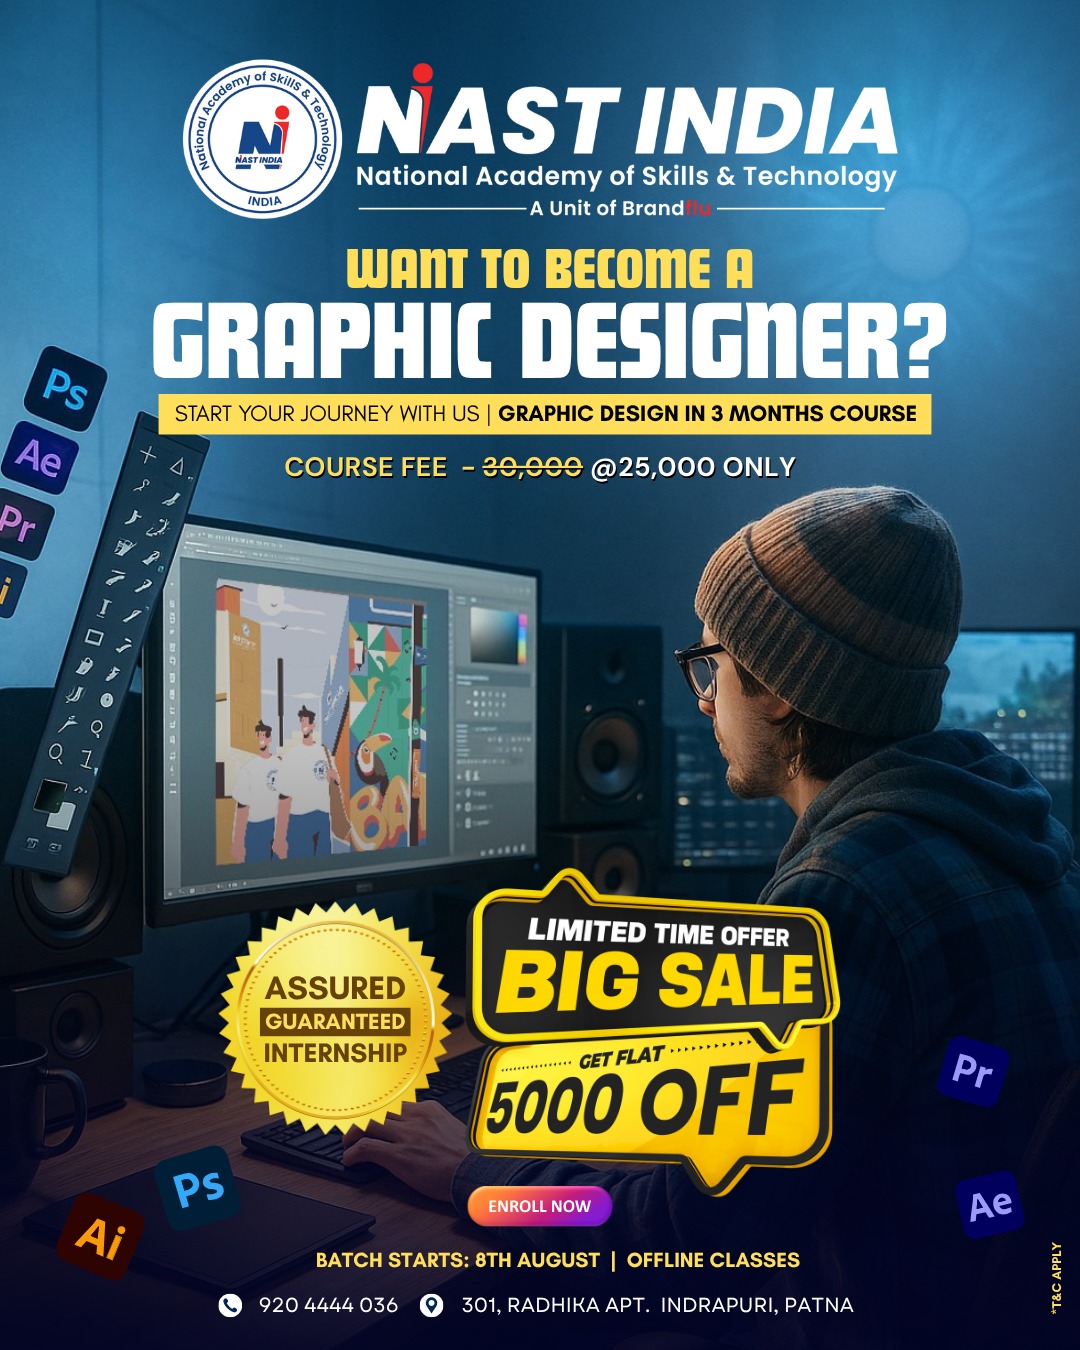 National Academy of Skills & Technology
Ni
NAST INDIA
INDIA
NAST INDIA
National Academy of Skills & Technology
A Unit of Brandflu
WANT TO BECOME A
GRAPHIC DESIGNER?
START YOUR JOURNEY WITH US | GRAPHIC DESIGN IN 3 MONTHS COURSE
COURSE FEE - 30,000 @25,000 ONLY
Ps
Ae
Pr
i
BA
ASSURED
GUARANTEED
INTERNSHIP
LIMITED TIME OFFER
BIG SALE
GET FLAT
5000 OFF
Pr
Ps
Ai
Ae
ENROLL NOW
BATCH STARTS: 8TH AUGUST | OFFLINE CLASSES
920 4444 036
301, RADHIKA APT. INDRAPURI, PATNA
*T&C APPLY